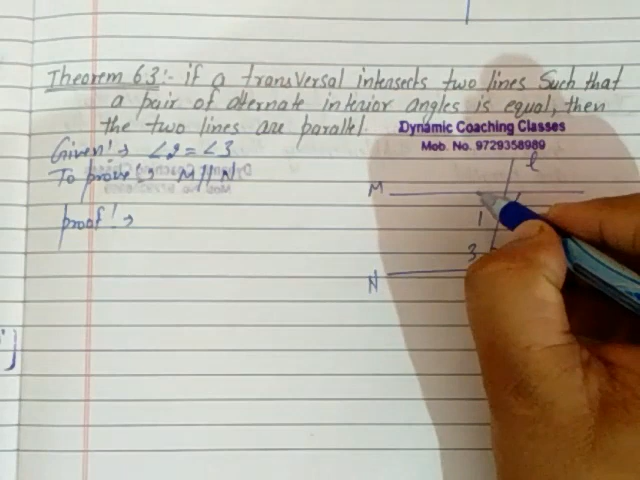 Theorem 6.3:- if a transversal intersects two lines Such that
a pair of alternate interior angles is equal, then
the two lines are parallel.
Dynamic Coaching Classes
Mob. No. 9729358989
Given:→ ∠2 = ∠3
To prove:→ M || N
proof:→
l
M
1
3
N